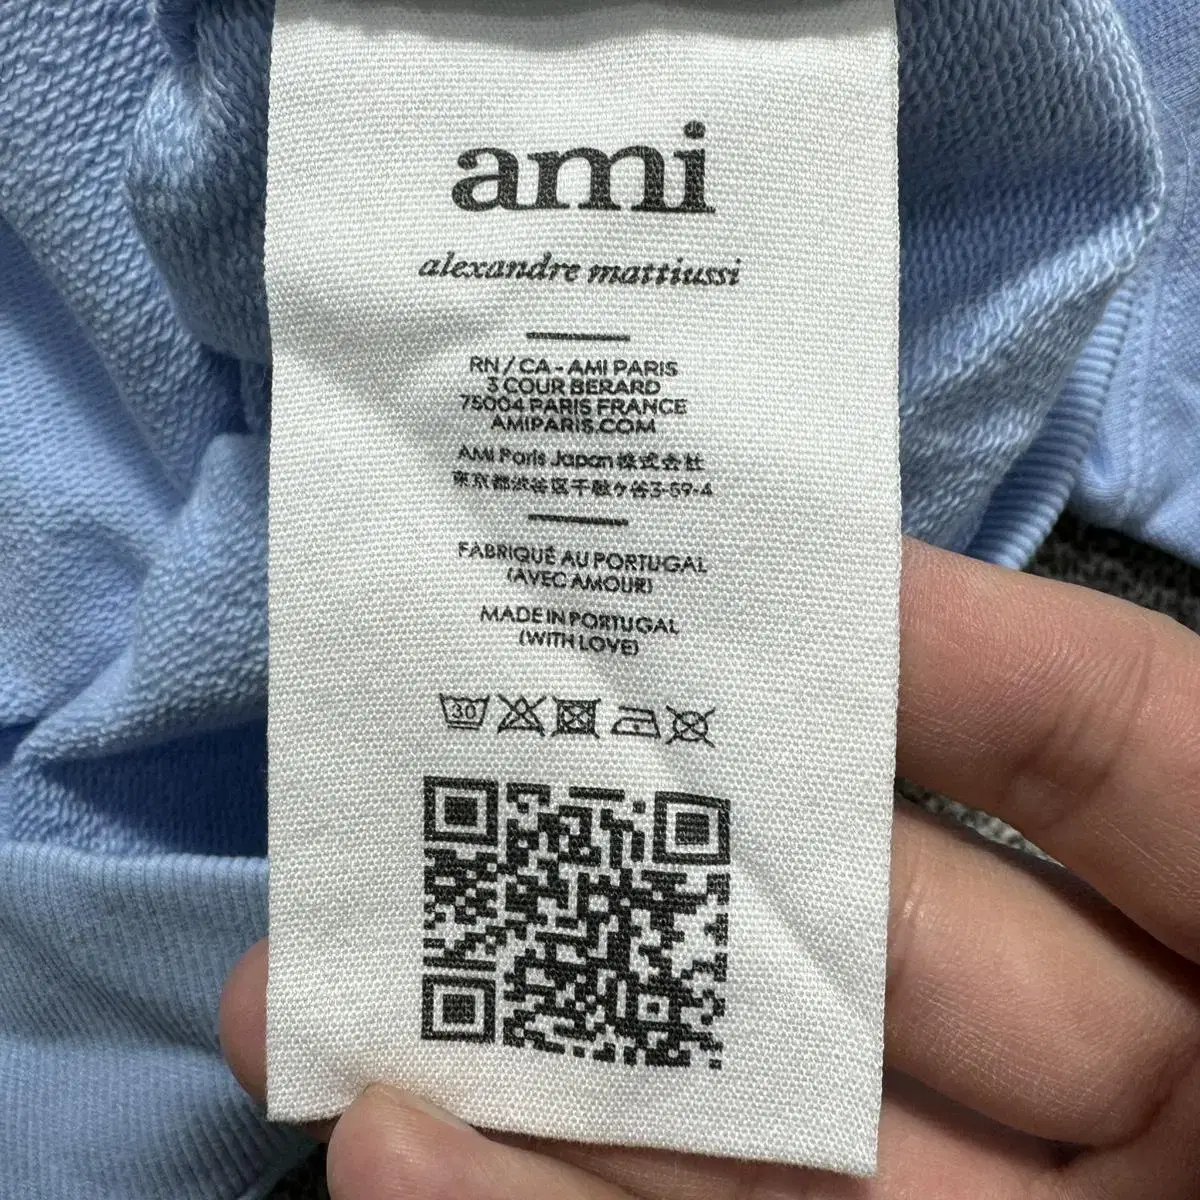 ami
alexandre mattiussi
RN / CA - AMI PARIS
3 COUR BERARD
75004 PARIS FRANCE
AMIPARIS.COM
AMI Paris Japan 株式会社
東京都渋谷区千駄ヶ谷3-59-4
FABRIQUÉ AU PORTUGAL
(AVEC AMOUR)
MADE IN PORTUGAL
(WITH LOVE)
30